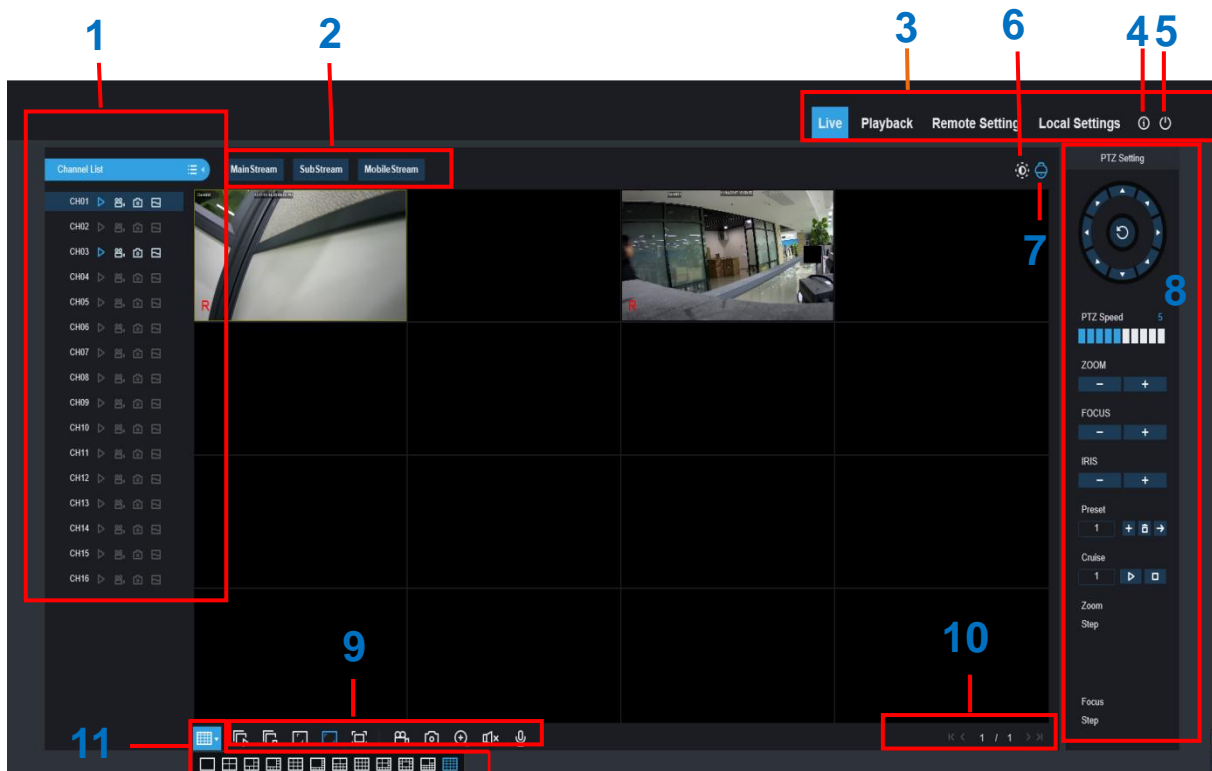 1
2
3
6
4
5
Live Playback Remote Setting Local Settings
Channel List
MainStream SubStream MobileStream
7
PTZ Setting
CH01
CH02
CH03
CH04
CH05
CH06
CH07
CH08
CH09
CH10
CH11
CH12
CH13
CH14
CH15
CH16
R
R
8
PTZ Speed 5
ZOOM
- +
FOCUS
- +
IRIS
- +
Preset
1 +
Cruise
1
Zoom
Step
Focus
Step
9
10
1 / 1
11